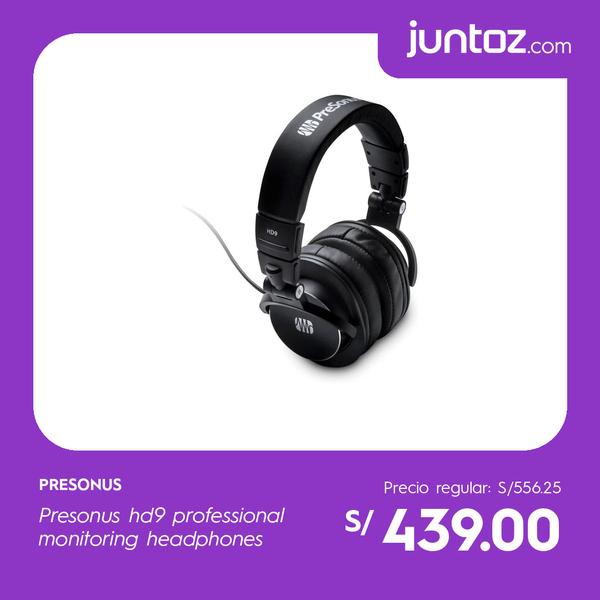 juntoz.com
PreSonus
HD9
PRESONUS
Presonus hd9 professional
monitoring headphones
Precio regular: S/556.25
S/ 439.00